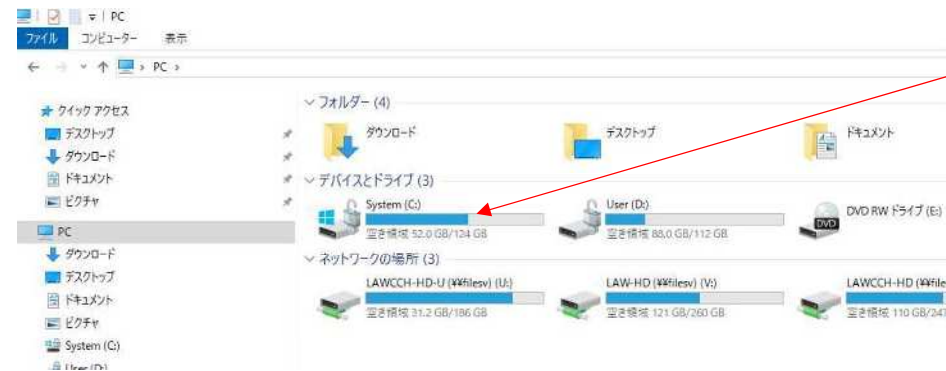 PC
ファイル コンピューター 表示
PC
クイック アクセス
デスクトップ
ダウンロード
ドキュメント
ピクチャ
PC
ダウンロード
デスクトップ
ドキュメント
ピクチャ
System (C:)
User (D:)
フォルダー (4)
ダウンロード
デスクトップ
ドキュメント
デバイスとドライブ (3)
System (C:)
空き領域 52.0 GB/124 GB
User (D:)
空き領域 88.0 GB/112 GB
DVD
DVD RW ドライブ (E:)
ネットワークの場所 (3)
LAWCCH-HD-U (¥¥filesv) (U:)
空き領域 31.2 GB/186 GB
LAW-HD (¥¥filesv) (V:)
空き領域 121 GB/260 GB
LAWCCH-HD (¥¥file
空き領域 110 GB/247